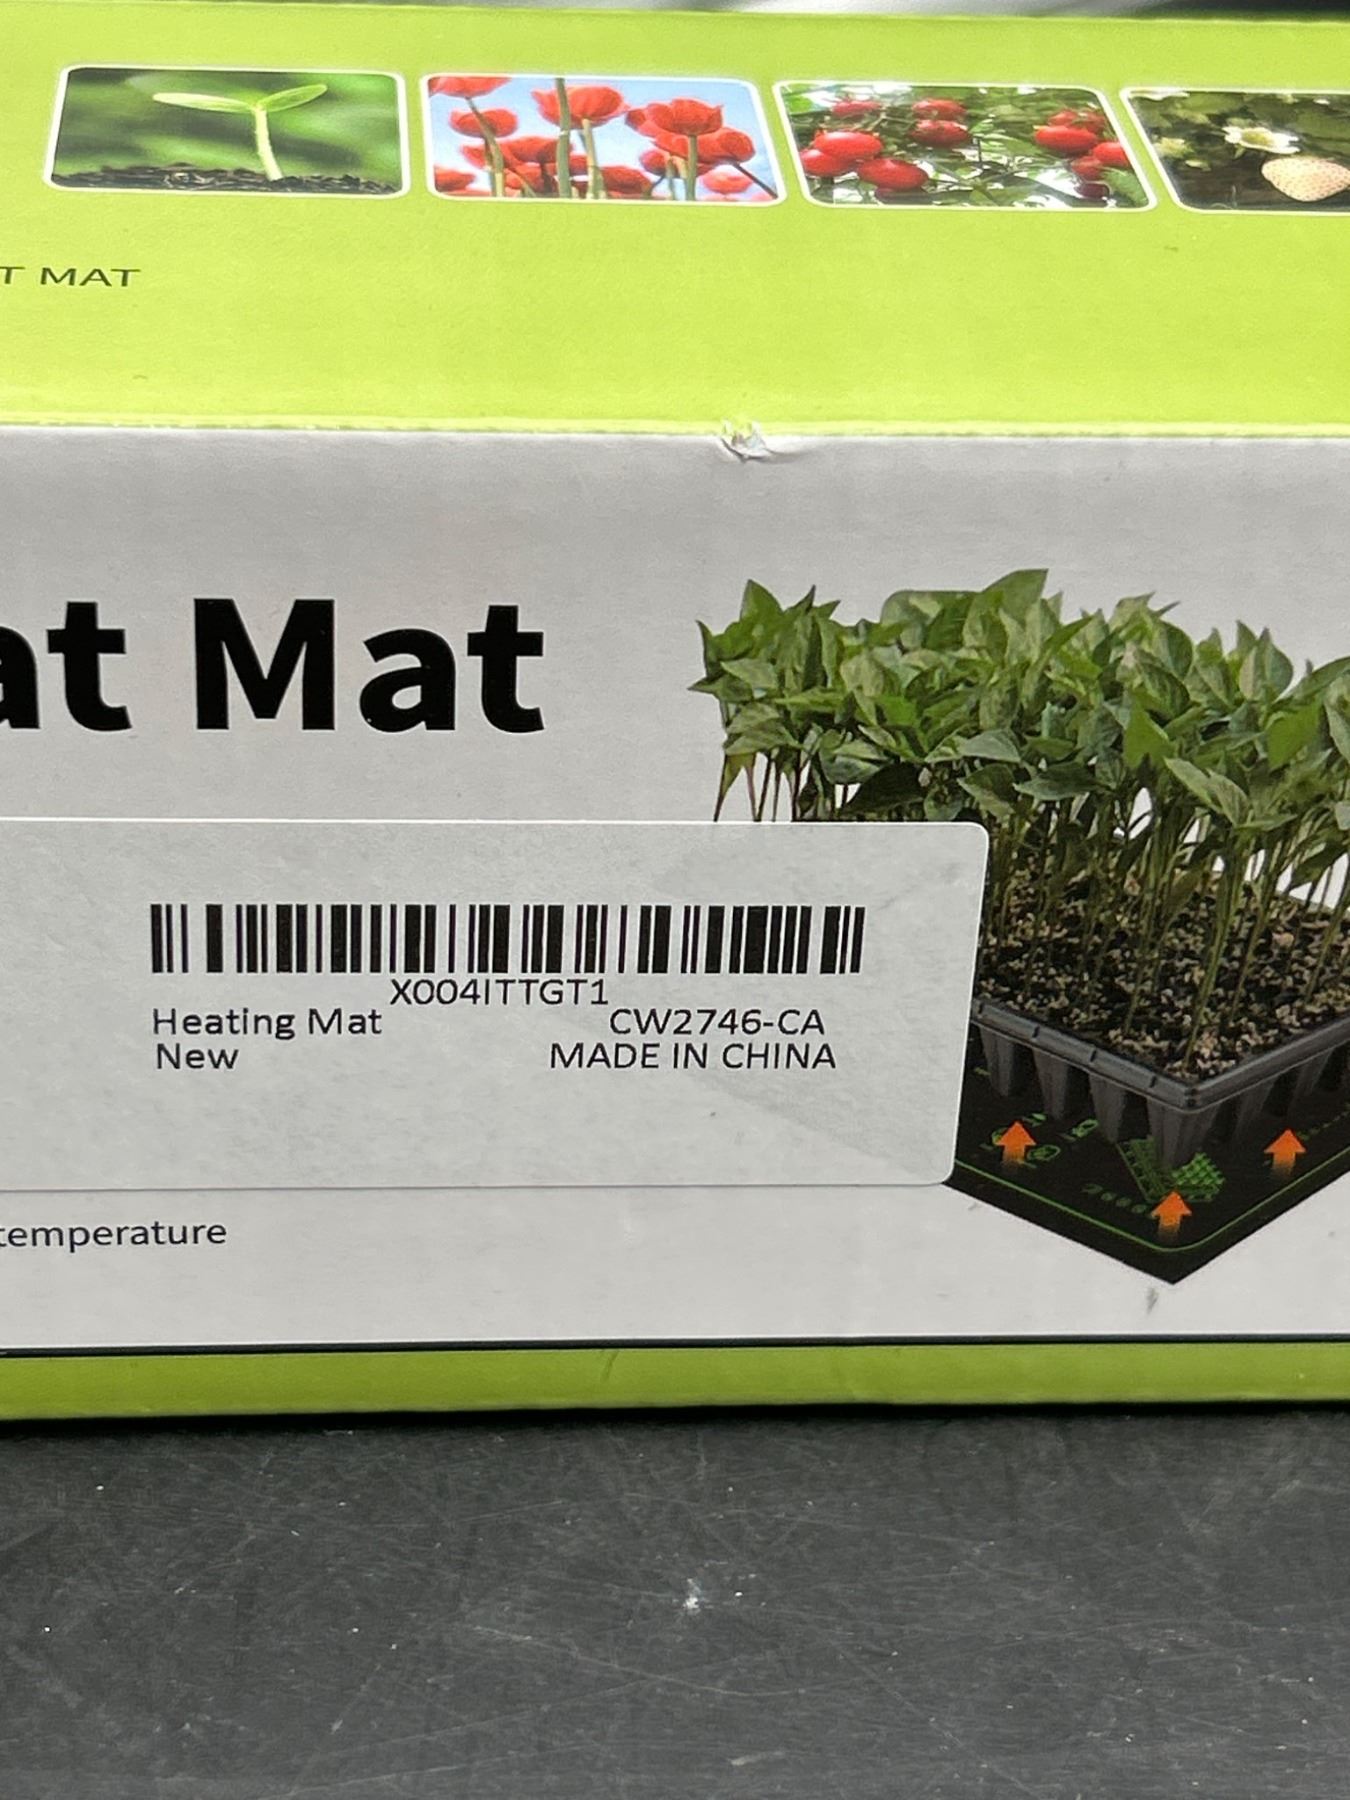 T MAT
at Mat
X004ITTGT1
Heating Mat CW2746-CA
New MADE IN CHINA
temperature